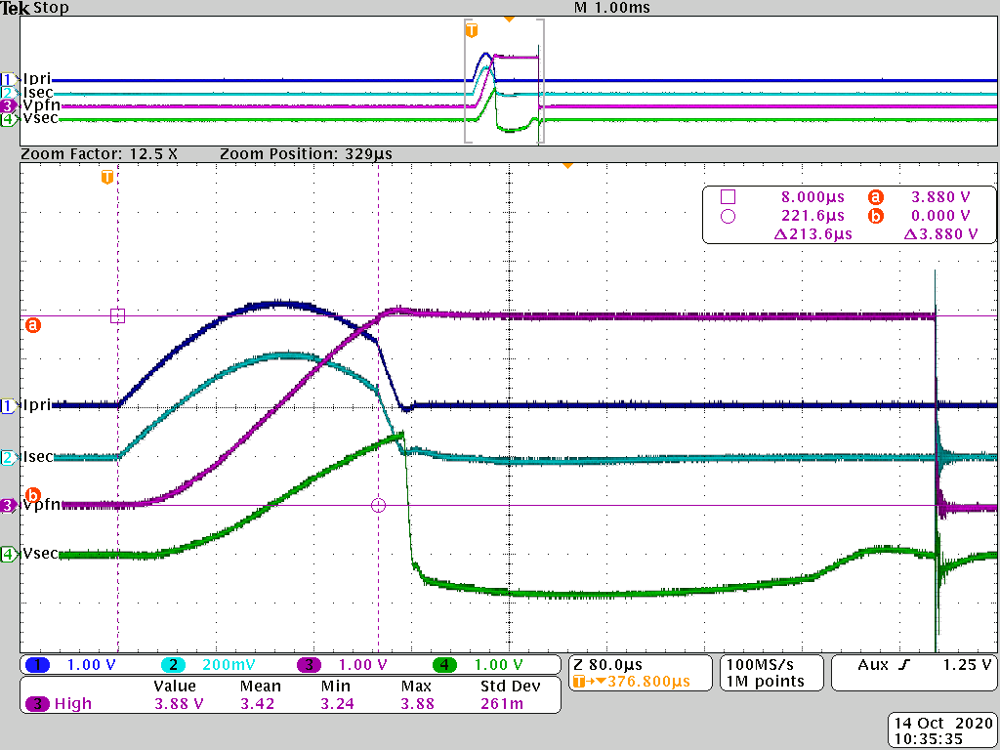 Tek Stop M 1.00ms
T
1 Ipri
2 Isec
3 Vpfn
4 Vsec
Zoom Factor: 12.5 X Zoom Position: 329µs
T
8.000µs a 3.880 V
221.6µs b 0.000 V
Δ213.6µs Δ3.880 V
a
1 Ipri
2 Isec
b
3 Vpfn
4 Vsec
1 1.00 V 2 200mV 3 1.00 V 4 1.00 V
Z 80.0µs
T→▼376.800µs
100MS/s
1M points
Aux ∫ 1.25 V
Value Mean Min Max Std Dev
3 High 3.88 V 3.42 3.24 3.88 261m
14 Oct 2020
10:35:35